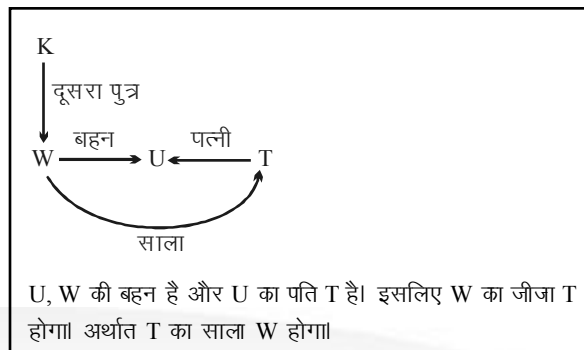 K
दूसरा पुत्र
बहन पत्नी
W U T
साला
U, W की बहन है और U का पति T है। इसलिए W का जीजा T
होगा। अर्थात T का साला W होगा।